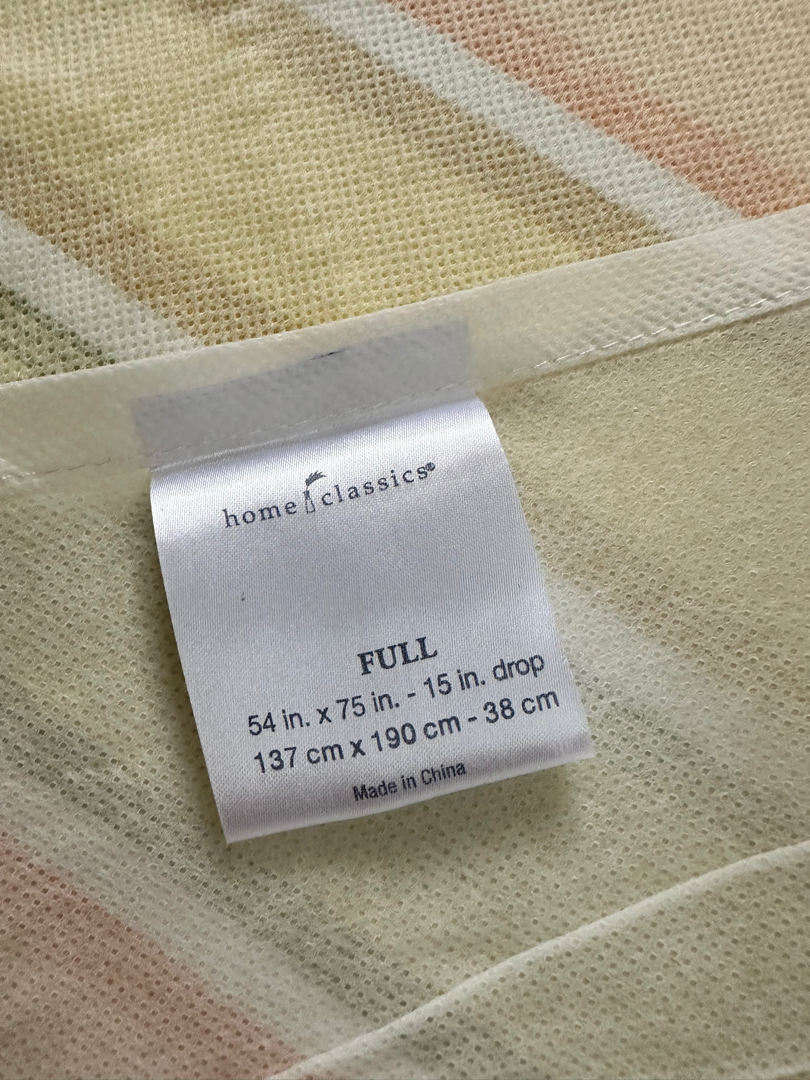 home classics®
FULL
54 in. x 75 in. - 15 in. drop
137 cm x 190 cm - 38 cm
Made in China